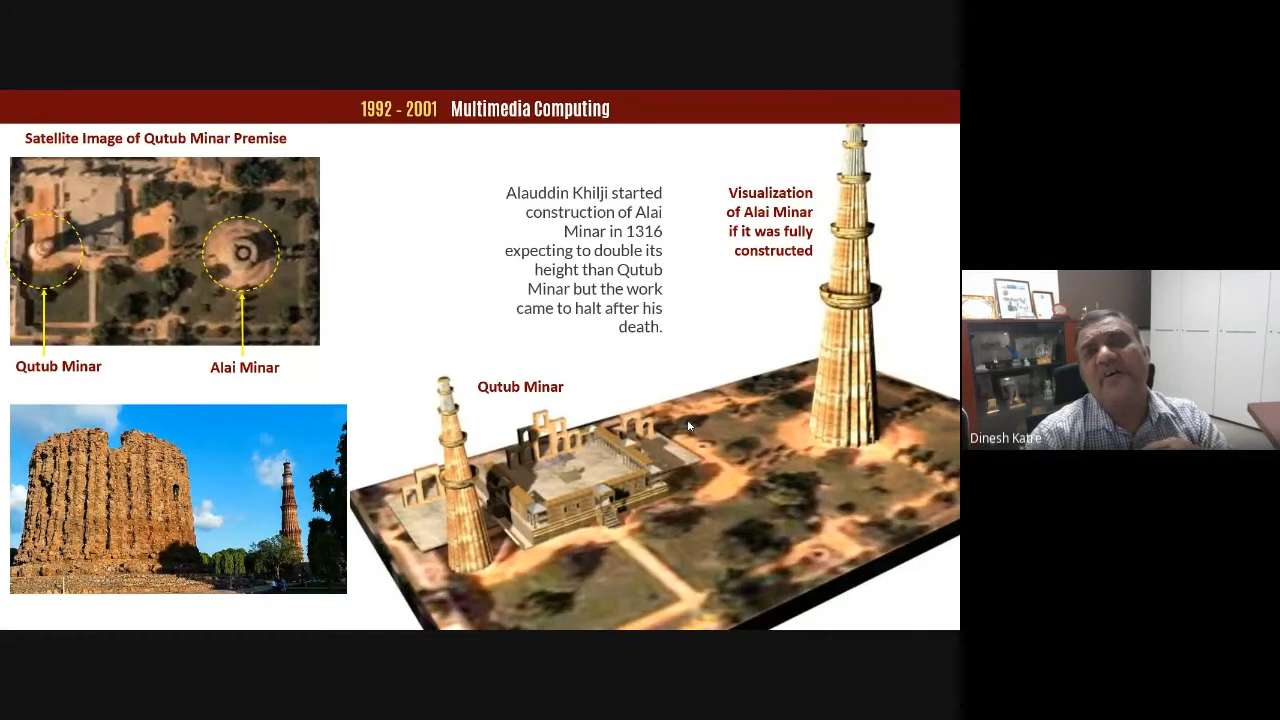 1992 - 2001 Multimedia Computing
Satellite Image of Qutub Minar Premise
Qutub Minar
Alai Minar
Alauddin Khilji started
construction of Alai
Minar in 1316
expecting to double its
height than Qutub
Minar but the work
came to halt after his
death.
Visualization
of Alai Minar
if it was fully
constructed
Qutub Minar
Dinesh Katre